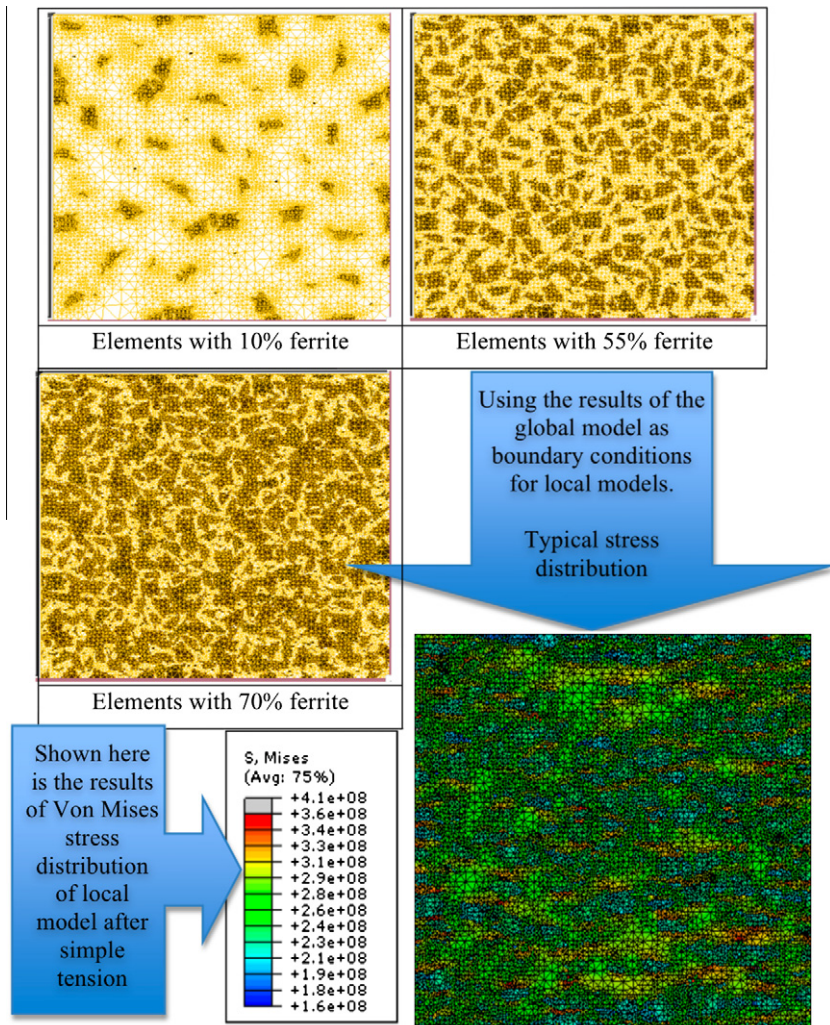 Elements with 10% ferrite
Elements with 55% ferrite
Using the results of the
global model as
boundary conditions
for local models.
Typical stress
distribution
Elements with 70% ferrite
Shown here
is the results
of Von Mises
stress
distribution
of local
model after
simple
tension
S, Mises
(Avg: 75%)
+4.1e+08
+3.6e+08
+3.4e+08
+3.3e+08
+3.1e+08
+2.9e+08
+2.8e+08
+2.6e+08
+2.4e+08
+2.3e+08
+2.1e+08
+1.9e+08
+1.8e+08
+1.6e+08